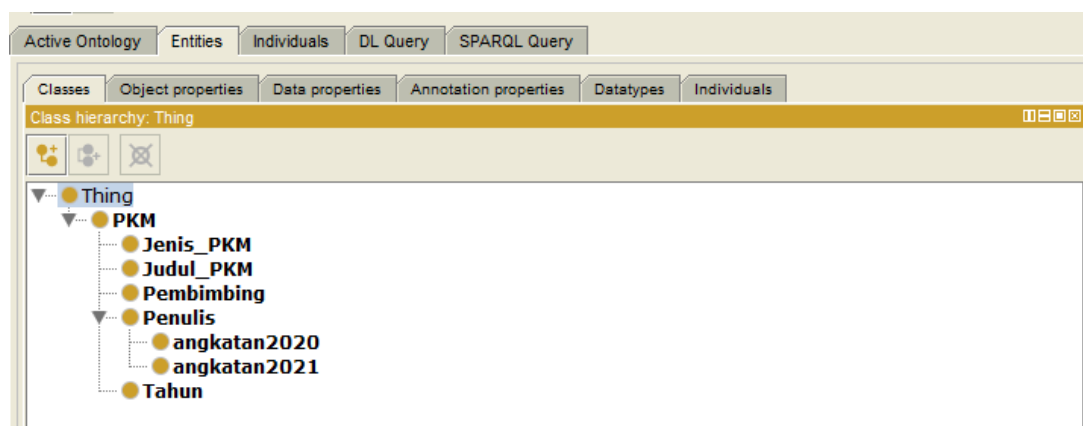 Active Ontology Entities Individuals DL Query SPARQL Query
Classes Object properties Data properties Annotation properties Datatypes Individuals
Class hierarchy: Thing
Thing
PKM
Jenis_PKM
Judul_PKM
Pembimbing
Penulis
angkatan2020
angkatan2021
Tahun